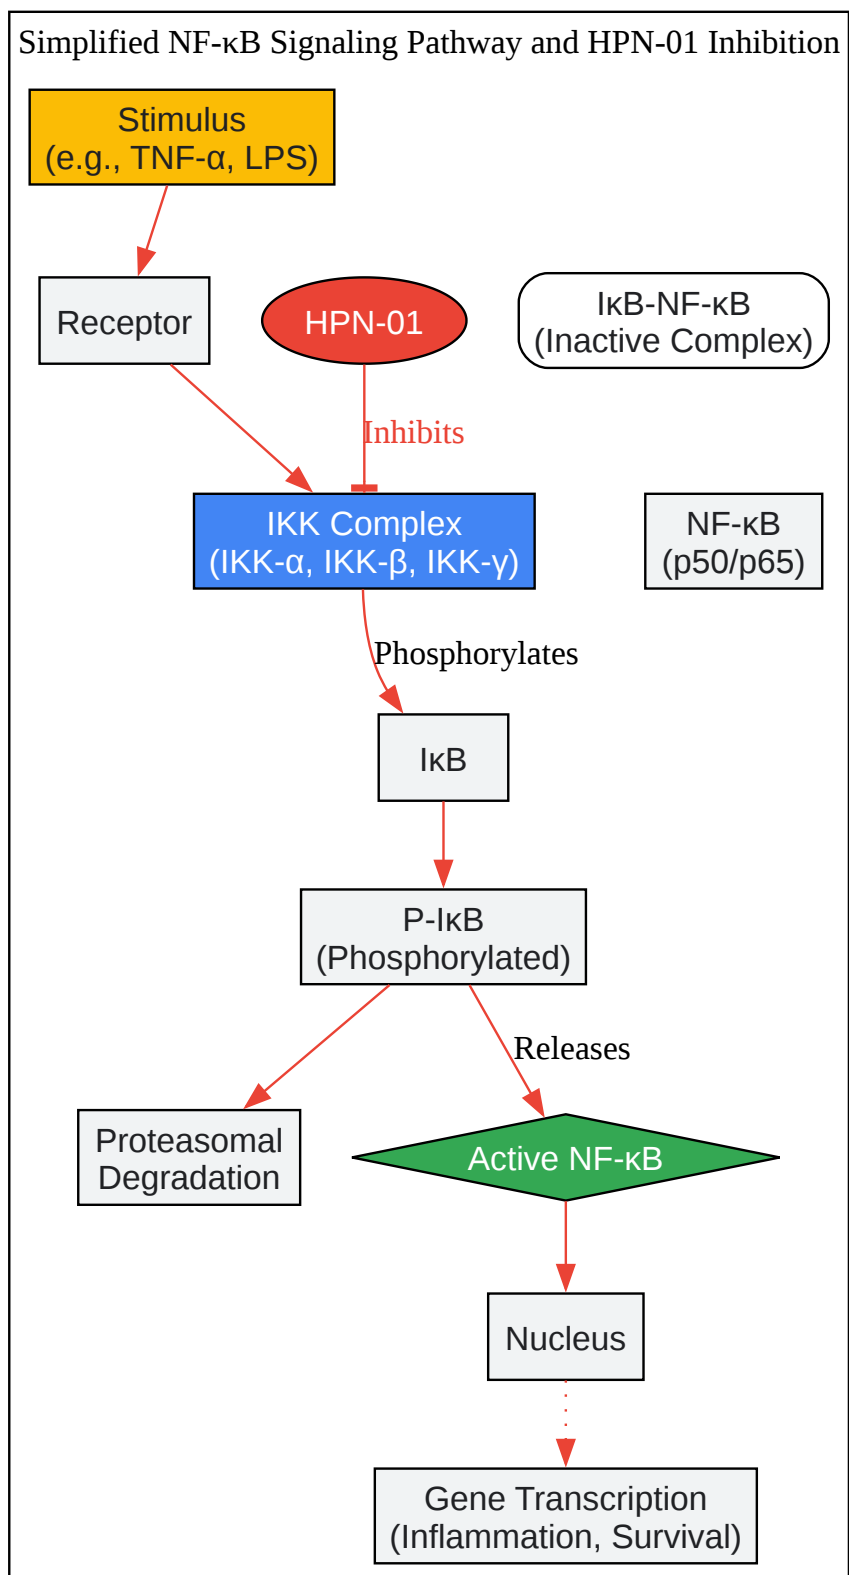 Simplified NF-κB Signaling Pathway and HPN-01 Inhibition
Stimulus
(e.g., TNF-α, LPS)
Receptor
HPN-01
IκB-NF-κB
(Inactive Complex)
Inhibits
IKK Complex
(IKK-α, IKK-β, IKK-γ)
NF-κB
(p50/p65)
Phosphorylates
IκB
P-IκB
(Phosphorylated)
Releases
Proteasomal
Degradation
Active NF-κB
Nucleus
Gene Transcription
(Inflammation, Survival)